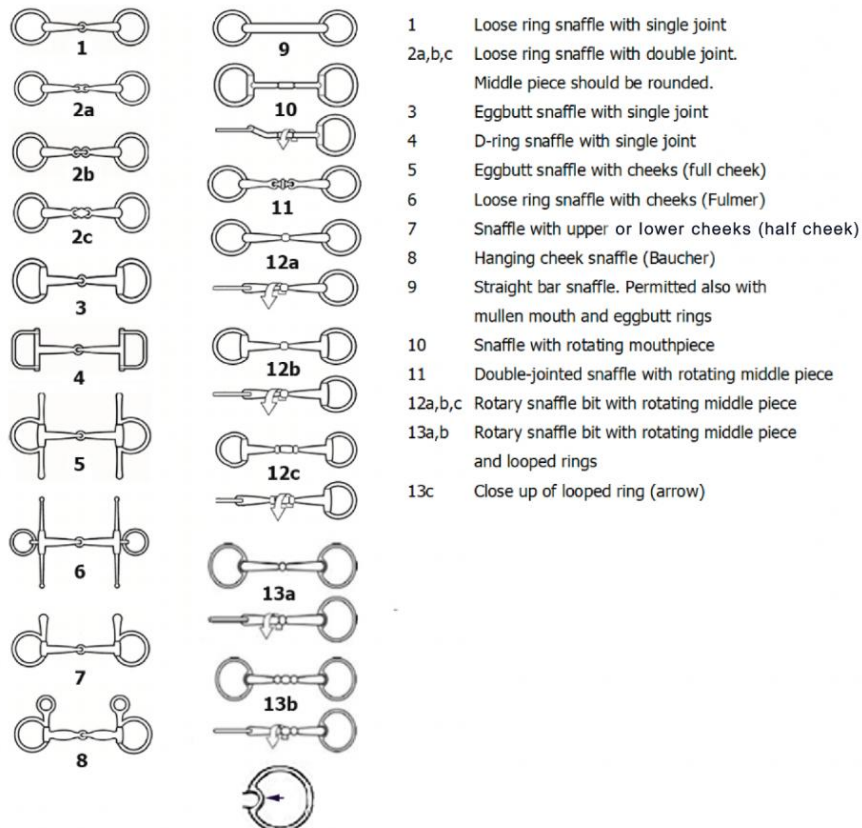 1
2a
2b
2c
3
4
5
6
7
8
9
10
11
12a
12b
12c
13a
13b
1 Loose ring snaffle with single joint
2a,b,c Loose ring snaffle with double joint.
Middle piece should be rounded.
3 Eggbutt snaffle with single joint
4 D-ring snaffle with single joint
5 Eggbutt snaffle with cheeks (full cheek)
6 Loose ring snaffle with cheeks (Fulmer)
7 Snaffle with upper or lower cheeks (half cheek)
8 Hanging cheek snaffle (Baucher)
9 Straight bar snaffle. Permitted also with
mullen mouth and eggbutt rings
10 Snaffle with rotating mouthpiece
11 Double-jointed snaffle with rotating middle piece
12a,b,c Rotary snaffle bit with rotating middle piece
13a,b Rotary snaffle bit with rotating middle piece
and looped rings
13c Close up of looped ring (arrow)